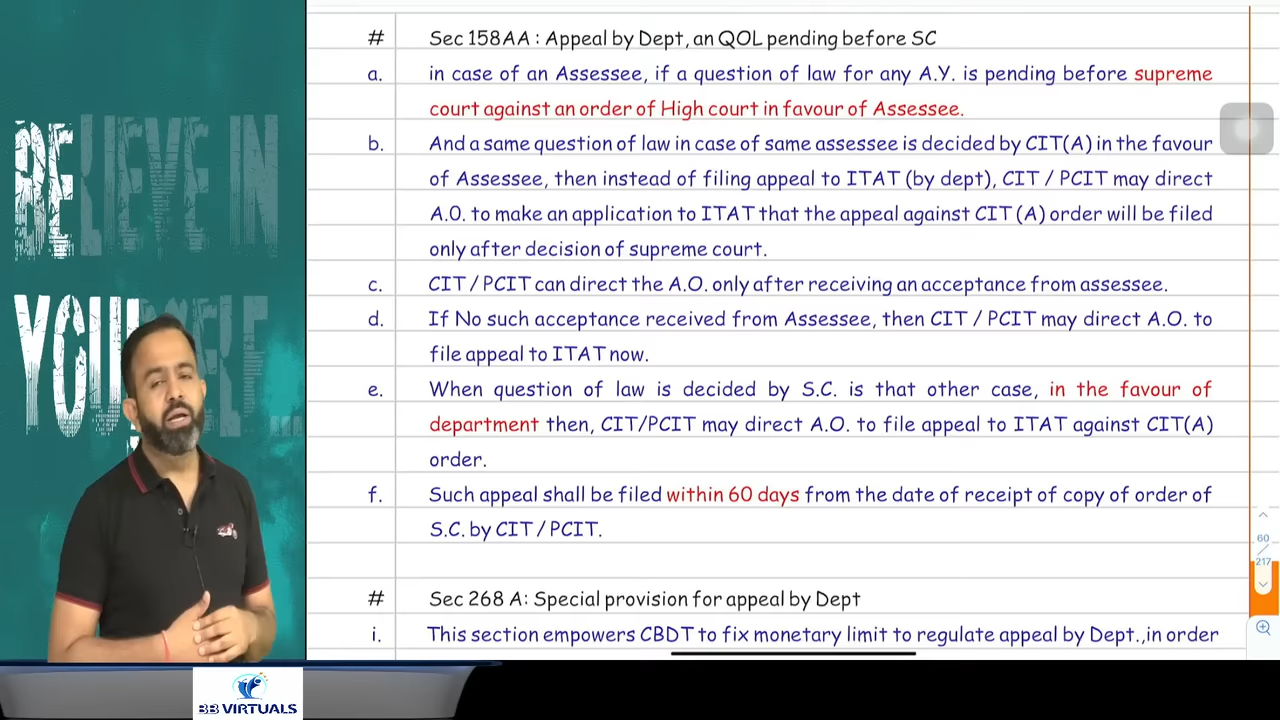 BELIEVE IN
YOURSELF...
# Sec 158AA : Appeal by Dept, an QOL pending before SC
a. in case of an Assessee, if a question of law for any A.Y. is pending before supreme
court against an order of High court in favour of Assessee.
b. And a same question of law in case of same assessee is decided by CIT(A) in the favour
of Assessee, then instead of filing appeal to ITAT (by dept), CIT / PCIT may direct
A.O. to make an application to ITAT that the appeal against CIT (A) order will be filed
only after decision of supreme court.
c. CIT / PCIT can direct the A.O. only after receiving an acceptance from assessee.
d. If No such acceptance received from Assessee, then CIT / PCIT may direct A.O. to
file appeal to ITAT now.
e. When question of law is decided by S.C. is that other case, in the favour of
department then, CIT/PCIT may direct A.O. to file appeal to ITAT against CIT(A)
order.
f. Such appeal shall be filed within 60 days from the date of receipt of copy of order of
S.C. by CIT / PCIT.
# Sec 268 A: Special provision for appeal by Dept
i. This section empowers CBDT to fix monetary limit to regulate appeal by Dept.,in order
60
/
217
BB VIRTUALS